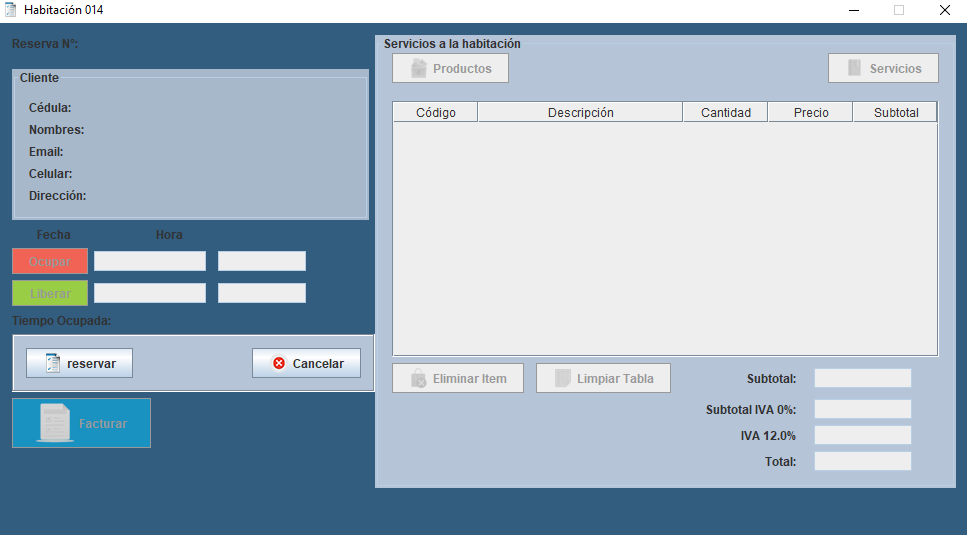 Habitación 014
Reserva Nº:
Cliente
Cédula:
Nombres:
Email:
Celular:
Dirección:
Fecha Hora
Ocupar
Liberar
Tiempo Ocupada:
reservar Cancelar
Facturar
Servicios a la habitación
Productos Servicios
Código Descripción Cantidad Precio Subtotal
Eliminar Item Limpiar Tabla
Subtotal:
Subtotal IVA 0%:
IVA 12.0%
Total: